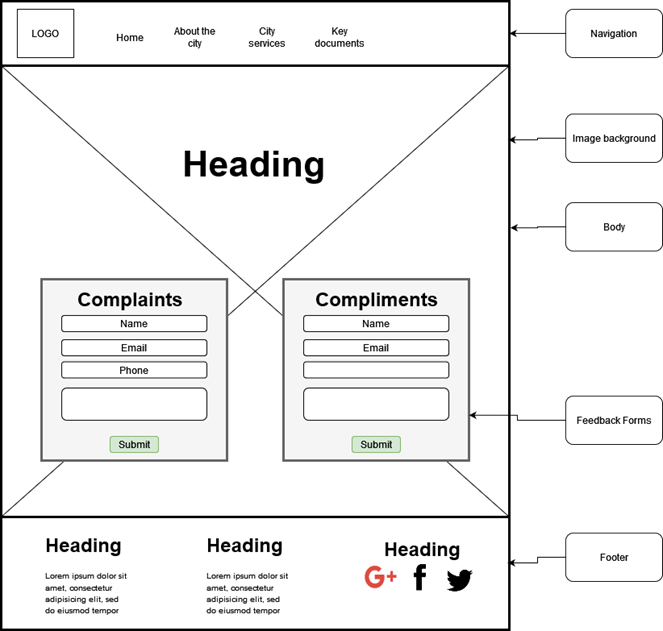 LOGO
Home
About the
city
City
services
Key
documents
Navigation
Image background
Heading
Body
Complaints
Name
Email
Phone
Submit
Compliments
Name
Email
Submit
Feedback Forms
Heading
Lorem ipsum dolor sit
amet, consectetur
adipisicing elit, sed
do eiusmod tempor
Heading
Lorem ipsum dolor sit
amet, consectetur
adipisicing elit, sed
do eiusmod tempor
Heading
G+ f
Footer